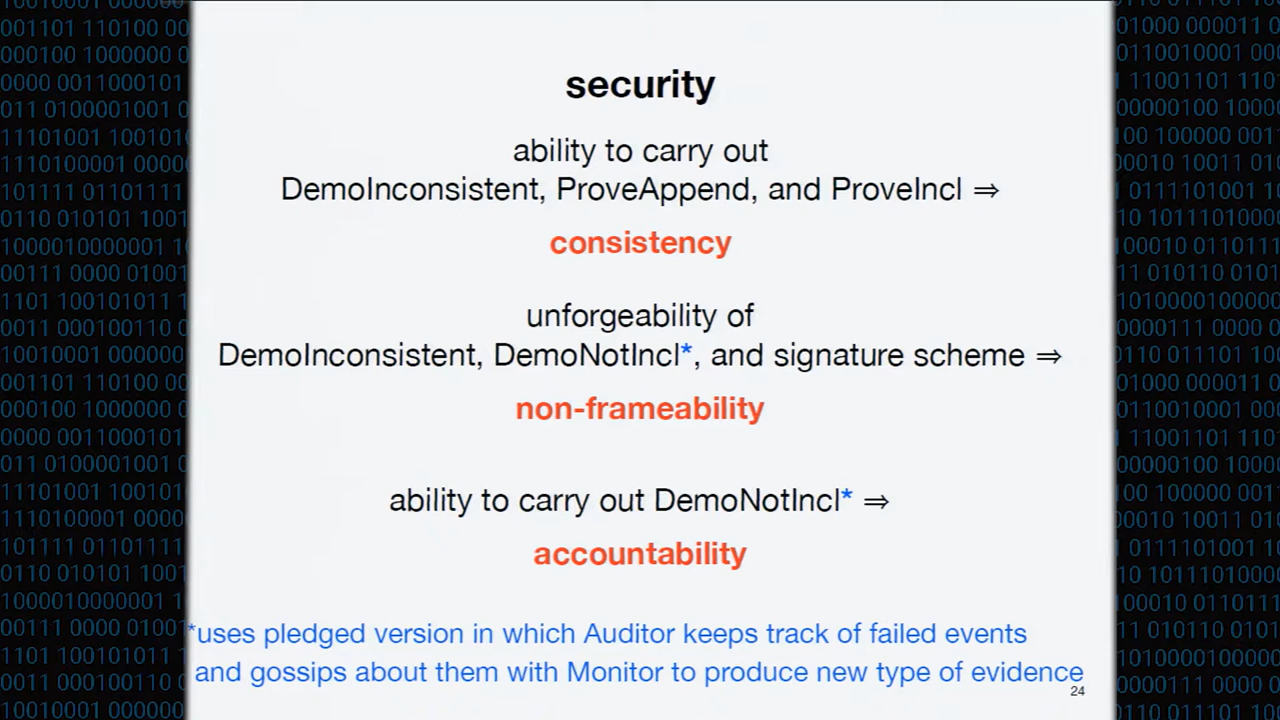 security
ability to carry out
DemoInconsistent, ProveAppend, and ProveIncl ⇒
consistency
unforgeability of
DemoInconsistent, DemoNotIncl*, and signature scheme ⇒
non-frameability
ability to carry out DemoNotIncl* ⇒
accountability
*uses pledged version in which Auditor keeps track of failed events
and gossips about them with Monitor to produce new type of evidence
24